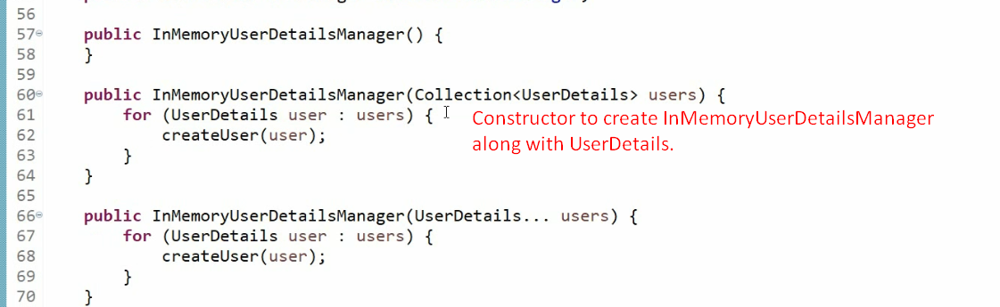 56
57 public InMemoryUserDetailsManager() {
58 }
59
60 public InMemoryUserDetailsManager(Collection<UserDetails> users) {
61 for (UserDetails user : users) {
Constructor to create InMemoryUserDetailsManager
62 createUser(user);
along with UserDetails.
63 }
64 }
65
66 public InMemoryUserDetailsManager(UserDetails... users) {
67 for (UserDetails user : users) {
68 createUser(user);
69 }
70 }